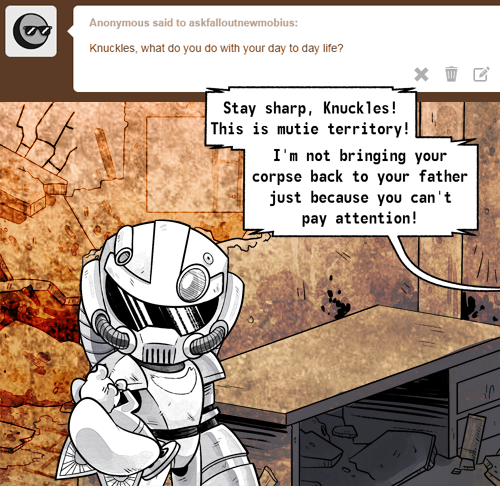 Anonymous said to askfalloutnewmobius:
Knuckles, what do you do with your day to day life?
Stay sharp, Knuckles!
This is mutie territory!
I'm not bringing your
corpse back to your father
just because you can't
pay attention!